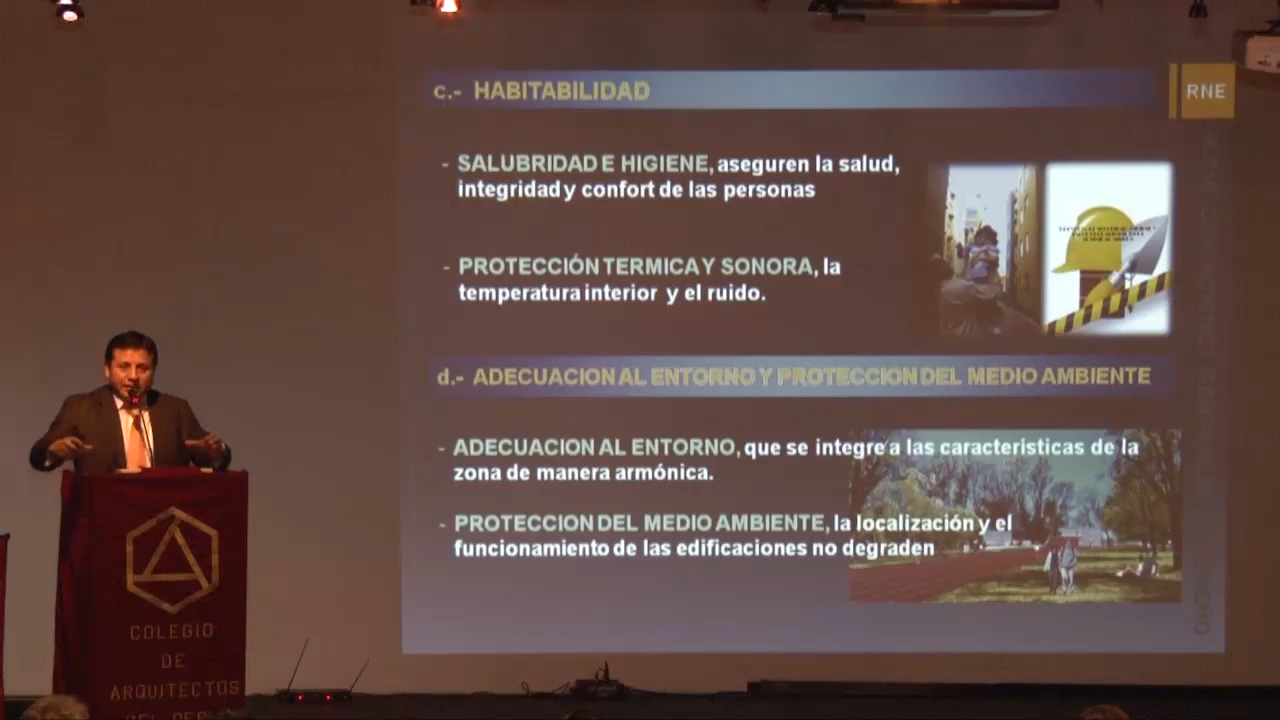 c.- HABITABILIDAD
RNE
- SALUBRIDAD E HIGIENE, aseguren la salud,
integridad y confort de las personas
- PROTECCIÓN TERMICA Y SONORA, la
temperatura interior y el ruido.
d.- ADECUACION AL ENTORNO Y PROTECCION DEL MEDIO AMBIENTE
- ADECUACION AL ENTORNO, que se integre a las características de la
zona de manera armónica.
- PROTECCION DEL MEDIO AMBIENTE, la localización y el
funcionamiento de las edificaciones no degraden
COLEGIO
DE
ARQUITECTOS
DEL PER